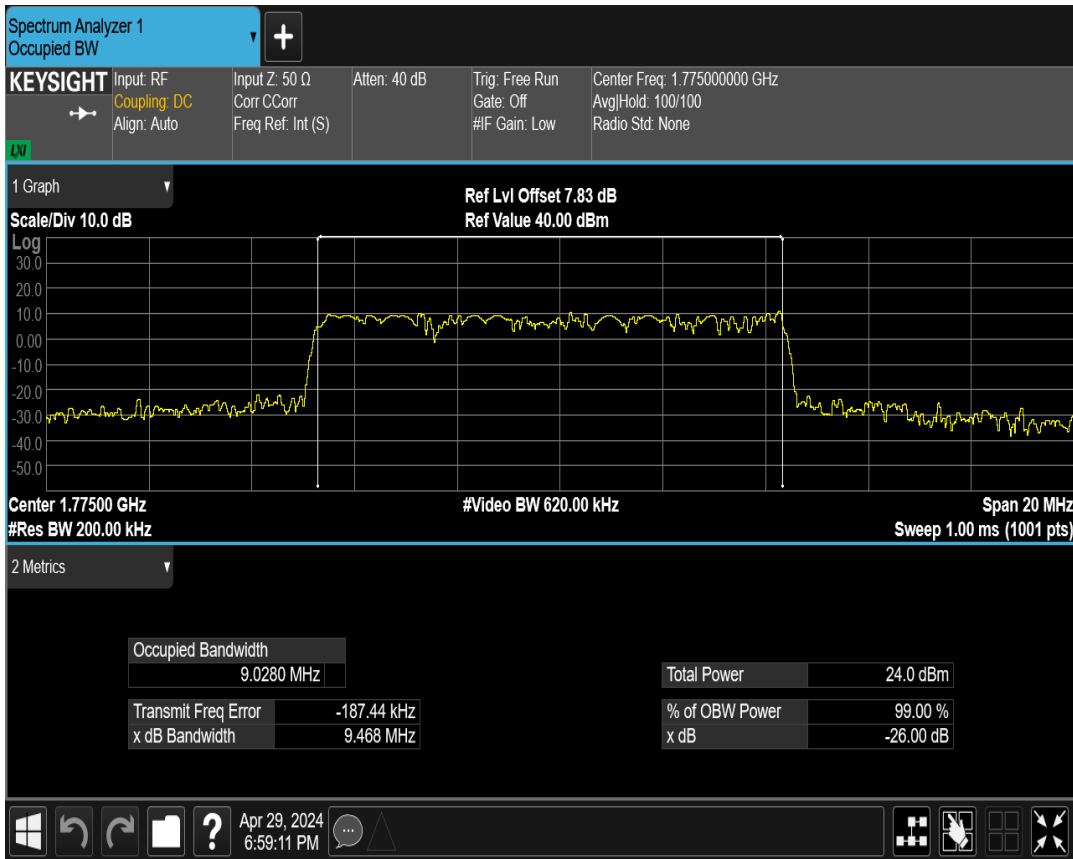 Spectrum Analyzer 1
Occupied BW
KEYSIGHT
LXI
Input: RF
Coupling: DC
Align: Auto
Input Z: 50 Ω
Corr CCorr
Freq Ref: Int (S)
Atten: 40 dB
Trig: Free Run
Gate: Off
#IF Gain: Low
Center Freq: 1.775000000 GHz
Avg|Hold: 100/100
Radio Std: None
1 Graph
Scale/Div 10.0 dB
Ref Lvl Offset 7.83 dB
Ref Value 40.00 dBm
Log
30.0
20.0
10.0
0.00
-10.0
-20.0
-30.0
-40.0
-50.0
Center 1.77500 GHz
#Video BW 620.00 kHz
Span 20 MHz
#Res BW 200.00 kHz
Sweep 1.00 ms (1001 pts)
2 Metrics
Occupied Bandwidth
9.0280 MHz
Transmit Freq Error -187.44 kHz
x dB Bandwidth 9.468 MHz
Total Power 24.0 dBm
% of OBW Power 99.00 %
x dB -26.00 dB
?
Apr 29, 2024
6:59:11 PM